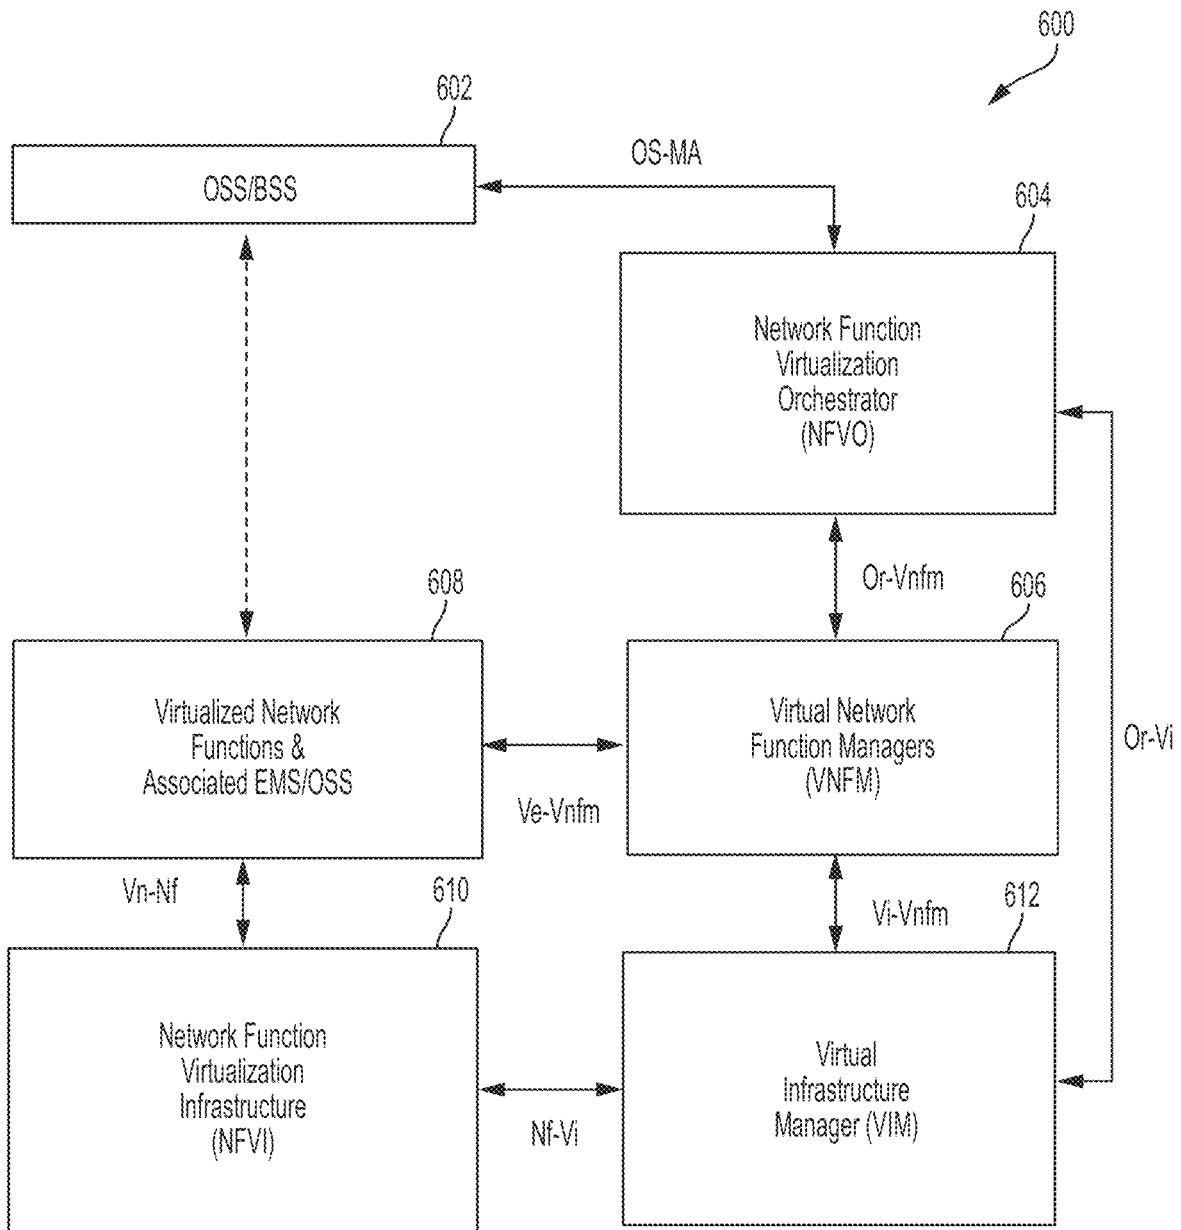 600
602
OSS/BSS
OS-MA
604
Network Function
Virtualization
Orchestrator
(NFVO)
Or-Vnfm
608
606
Virtualized Network
Functions &
Associated EMS/OSS
Ve-Vnfm
Virtual Network
Function Managers
(VNFM)
Or-Vi
Vn-Nf
610
Vi-Vnfm
612
Network Function
Virtualization
Infrastructure
(NFVI)
Nf-Vi
Virtual
Infrastructure
Manager (VIM)